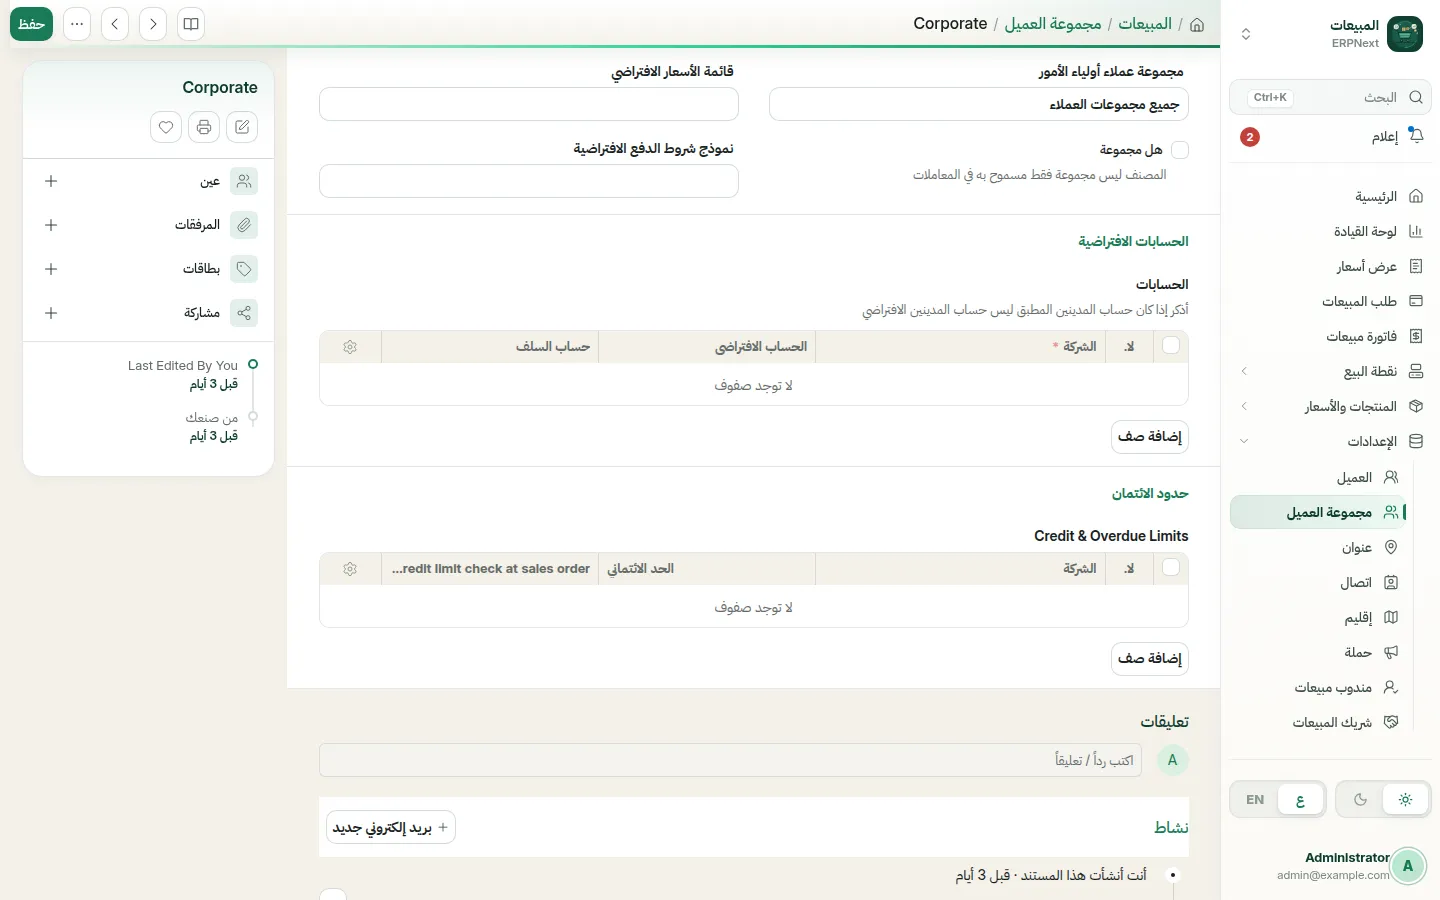 المبيعات
ERPNext
البحث
Ctrl+K
إعلام
2
الرئيسية
لوحة القيادة
عرض أسعار
طلب المبيعات
فاتورة مبيعات
نقطة البيع
المنتجات والأسعار
الإعدادات
العميل
مجموعة العميل
عنوان
اتصال
إقليم
حملة
مندوب مبيعات
شريك المبيعات
ع
EN
Administrator
admin@example.com
A
المبيعات / مجموعة العميل / Corporate
حفظ
مجموعة عملاء أولياء الأمور
جميع مجموعات العملاء
قائمة الأسعار الافتراضي
هل مجموعة
المصنف ليس مجموعة فقط مسموح به في المعاملات
نموذج شروط الدفع الافتراضية
الحسابات الافتراضية
الحسابات
أذكر إذا كان حساب المدينين المطبق ليس حساب المدينين الافتراضي
لا. الشركة * الحساب الافتراضي حساب السلف
لا توجد صفوف
إضافة صف
حدود الائتمان
Credit & Overdue Limits
لا. الشركة الحد الائتماني ...redit limit check at sales order
لا توجد صفوف
إضافة صف
تعليقات
A
اكتب رداً / تعليقاً
نشاط
بريد إلكتروني جديد
أنت أنشأت هذا المستند · قبل 3 أيام
Corporate
عين
المرفقات
بطاقات
مشاركة
Last Edited By You
قبل 3 أيام
من صنعك
قبل 3 أيام